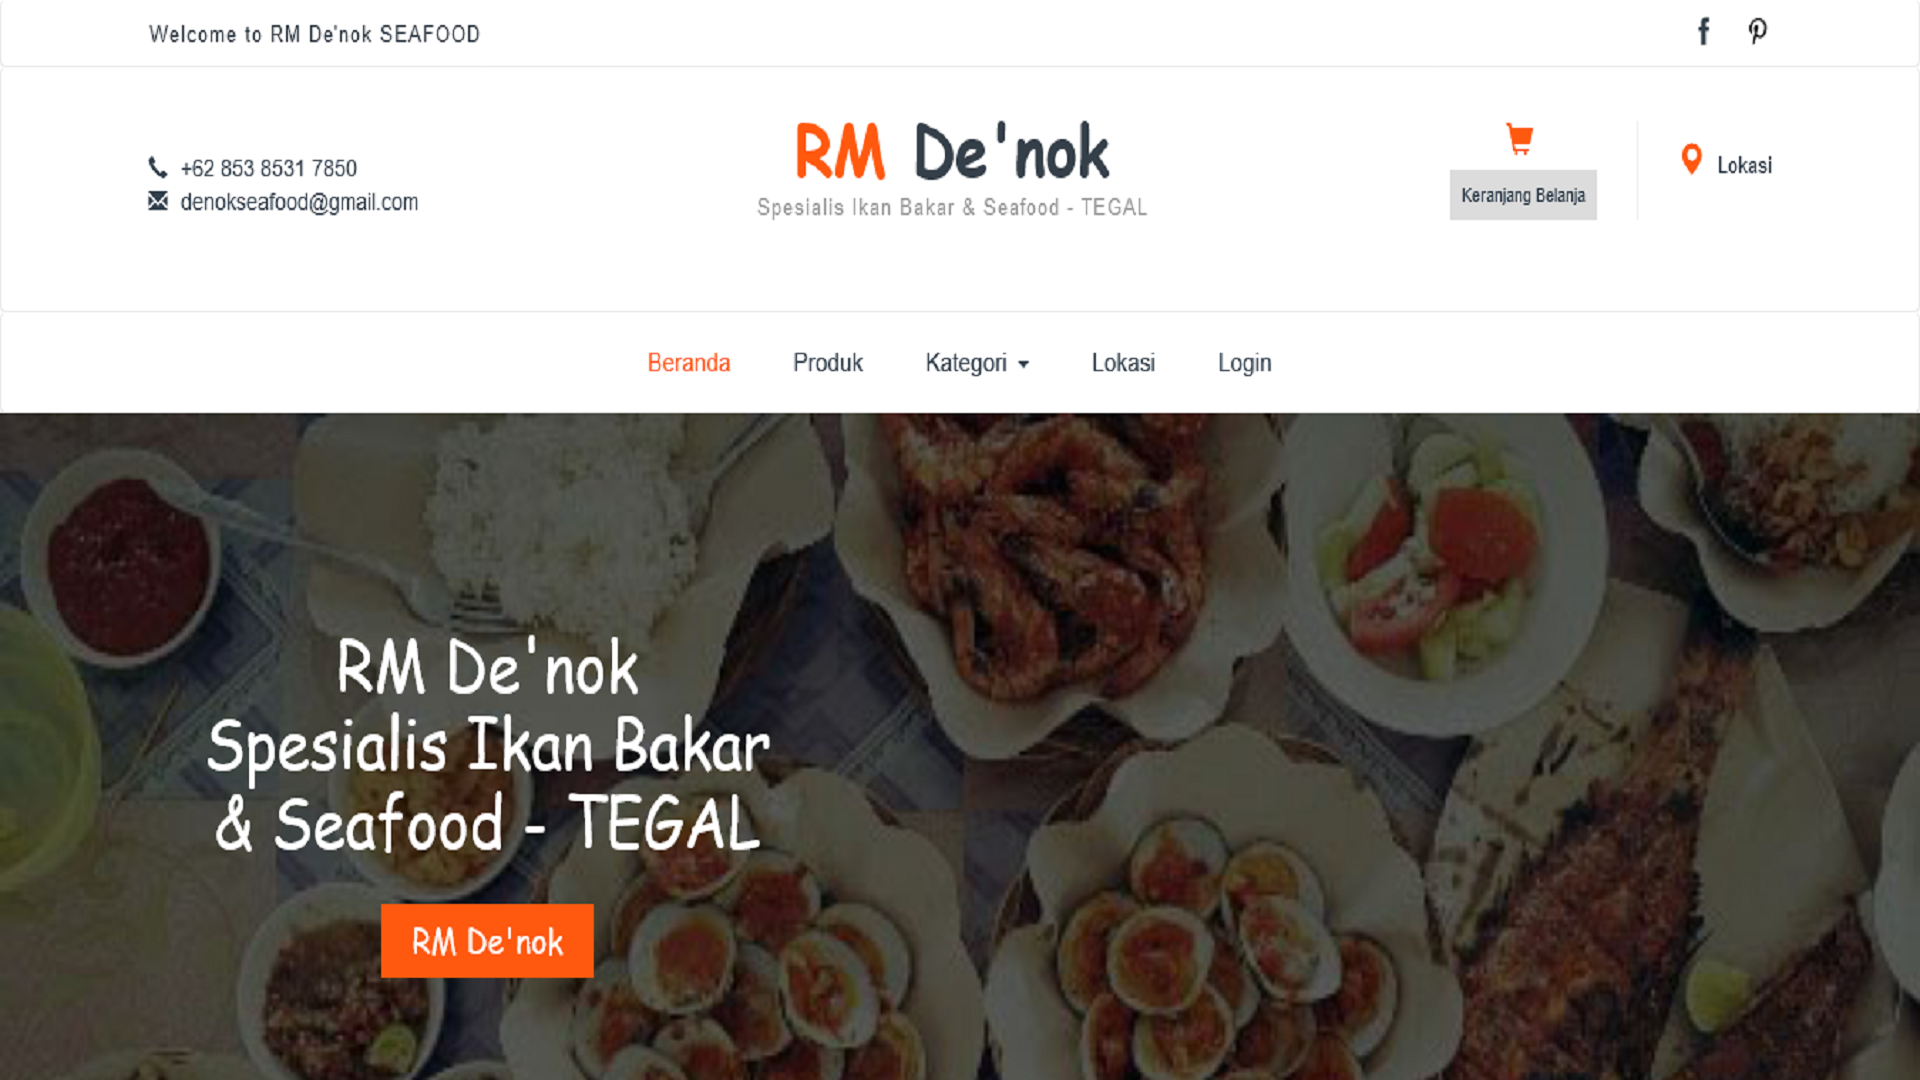 Welcome to RM De'nok SEAFOOD
+62 853 8531 7850
denokseafood@gmail.com
RM De'nok
Spesialis Ikan Bakar & Seafood - TEGAL
Keranjang Belanja
Lokasi
Beranda Produk Kategori Lokasi Login
RM De'nok
Spesialis Ikan Bakar
& Seafood - TEGAL
RM De'nok